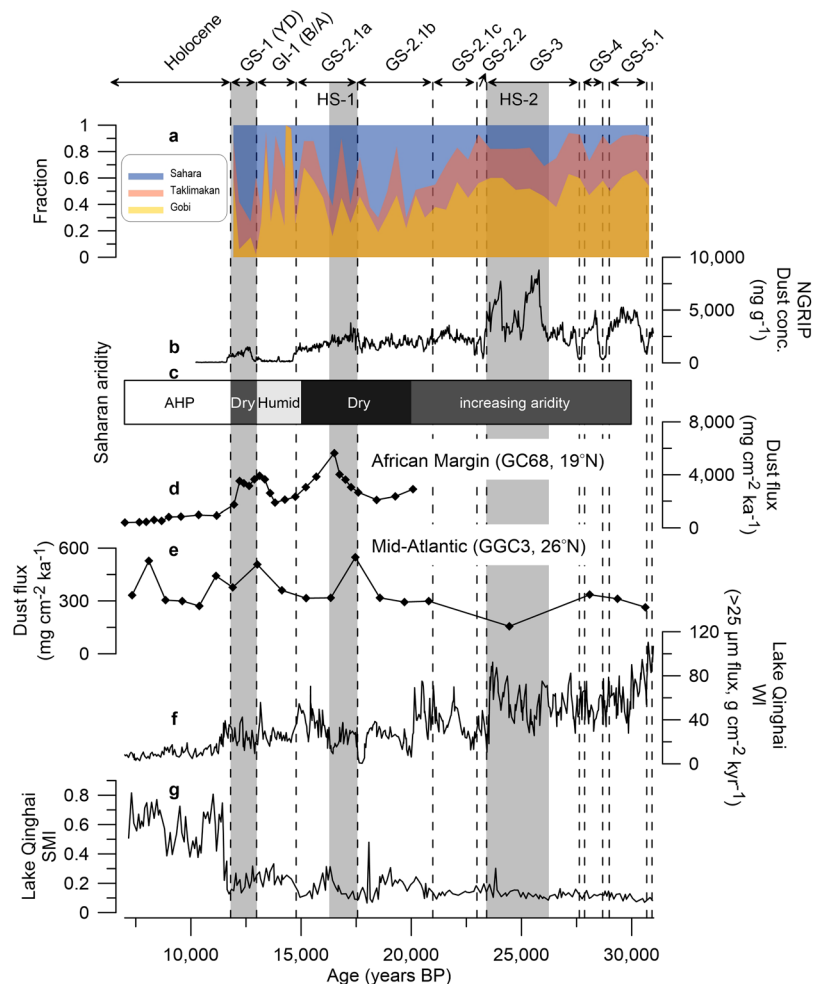 Holocene
GS-1 (YD)
GI-1 (B/A)
GS-2.1a
GS-2.1b
GS-2.1c
GS-2.2
GS-3
GS-4
GS-5.1
HS-1
HS-2
a
Fraction
1
0.8
0.6
0.4
0.2
0
Sahara
Taklimakan
Gobi
10,000
5,000
0
NGRIP
Dust conc.
(ng g-1)
b
c
Saharan aridity
AHP
Dry
Humid
Dry
increasing aridity
8,000
4,000
0
Dust flux
(mg cm-2 ka-1)
African Margin (GC68, 19°N)
d
Mid-Atlantic (GGC3, 26°N)
e
600
300
0
Dust flux
(mg cm-2 ka-1)
120
80
40
0
Lake Qinghai
WI
(>25 µm flux, g cm-2 kyr-1)
f
g
0.8
0.6
0.4
0.2
0
Lake Qinghai
SMI
10,000
15,000
20,000
25,000
30,000
Age (years BP)